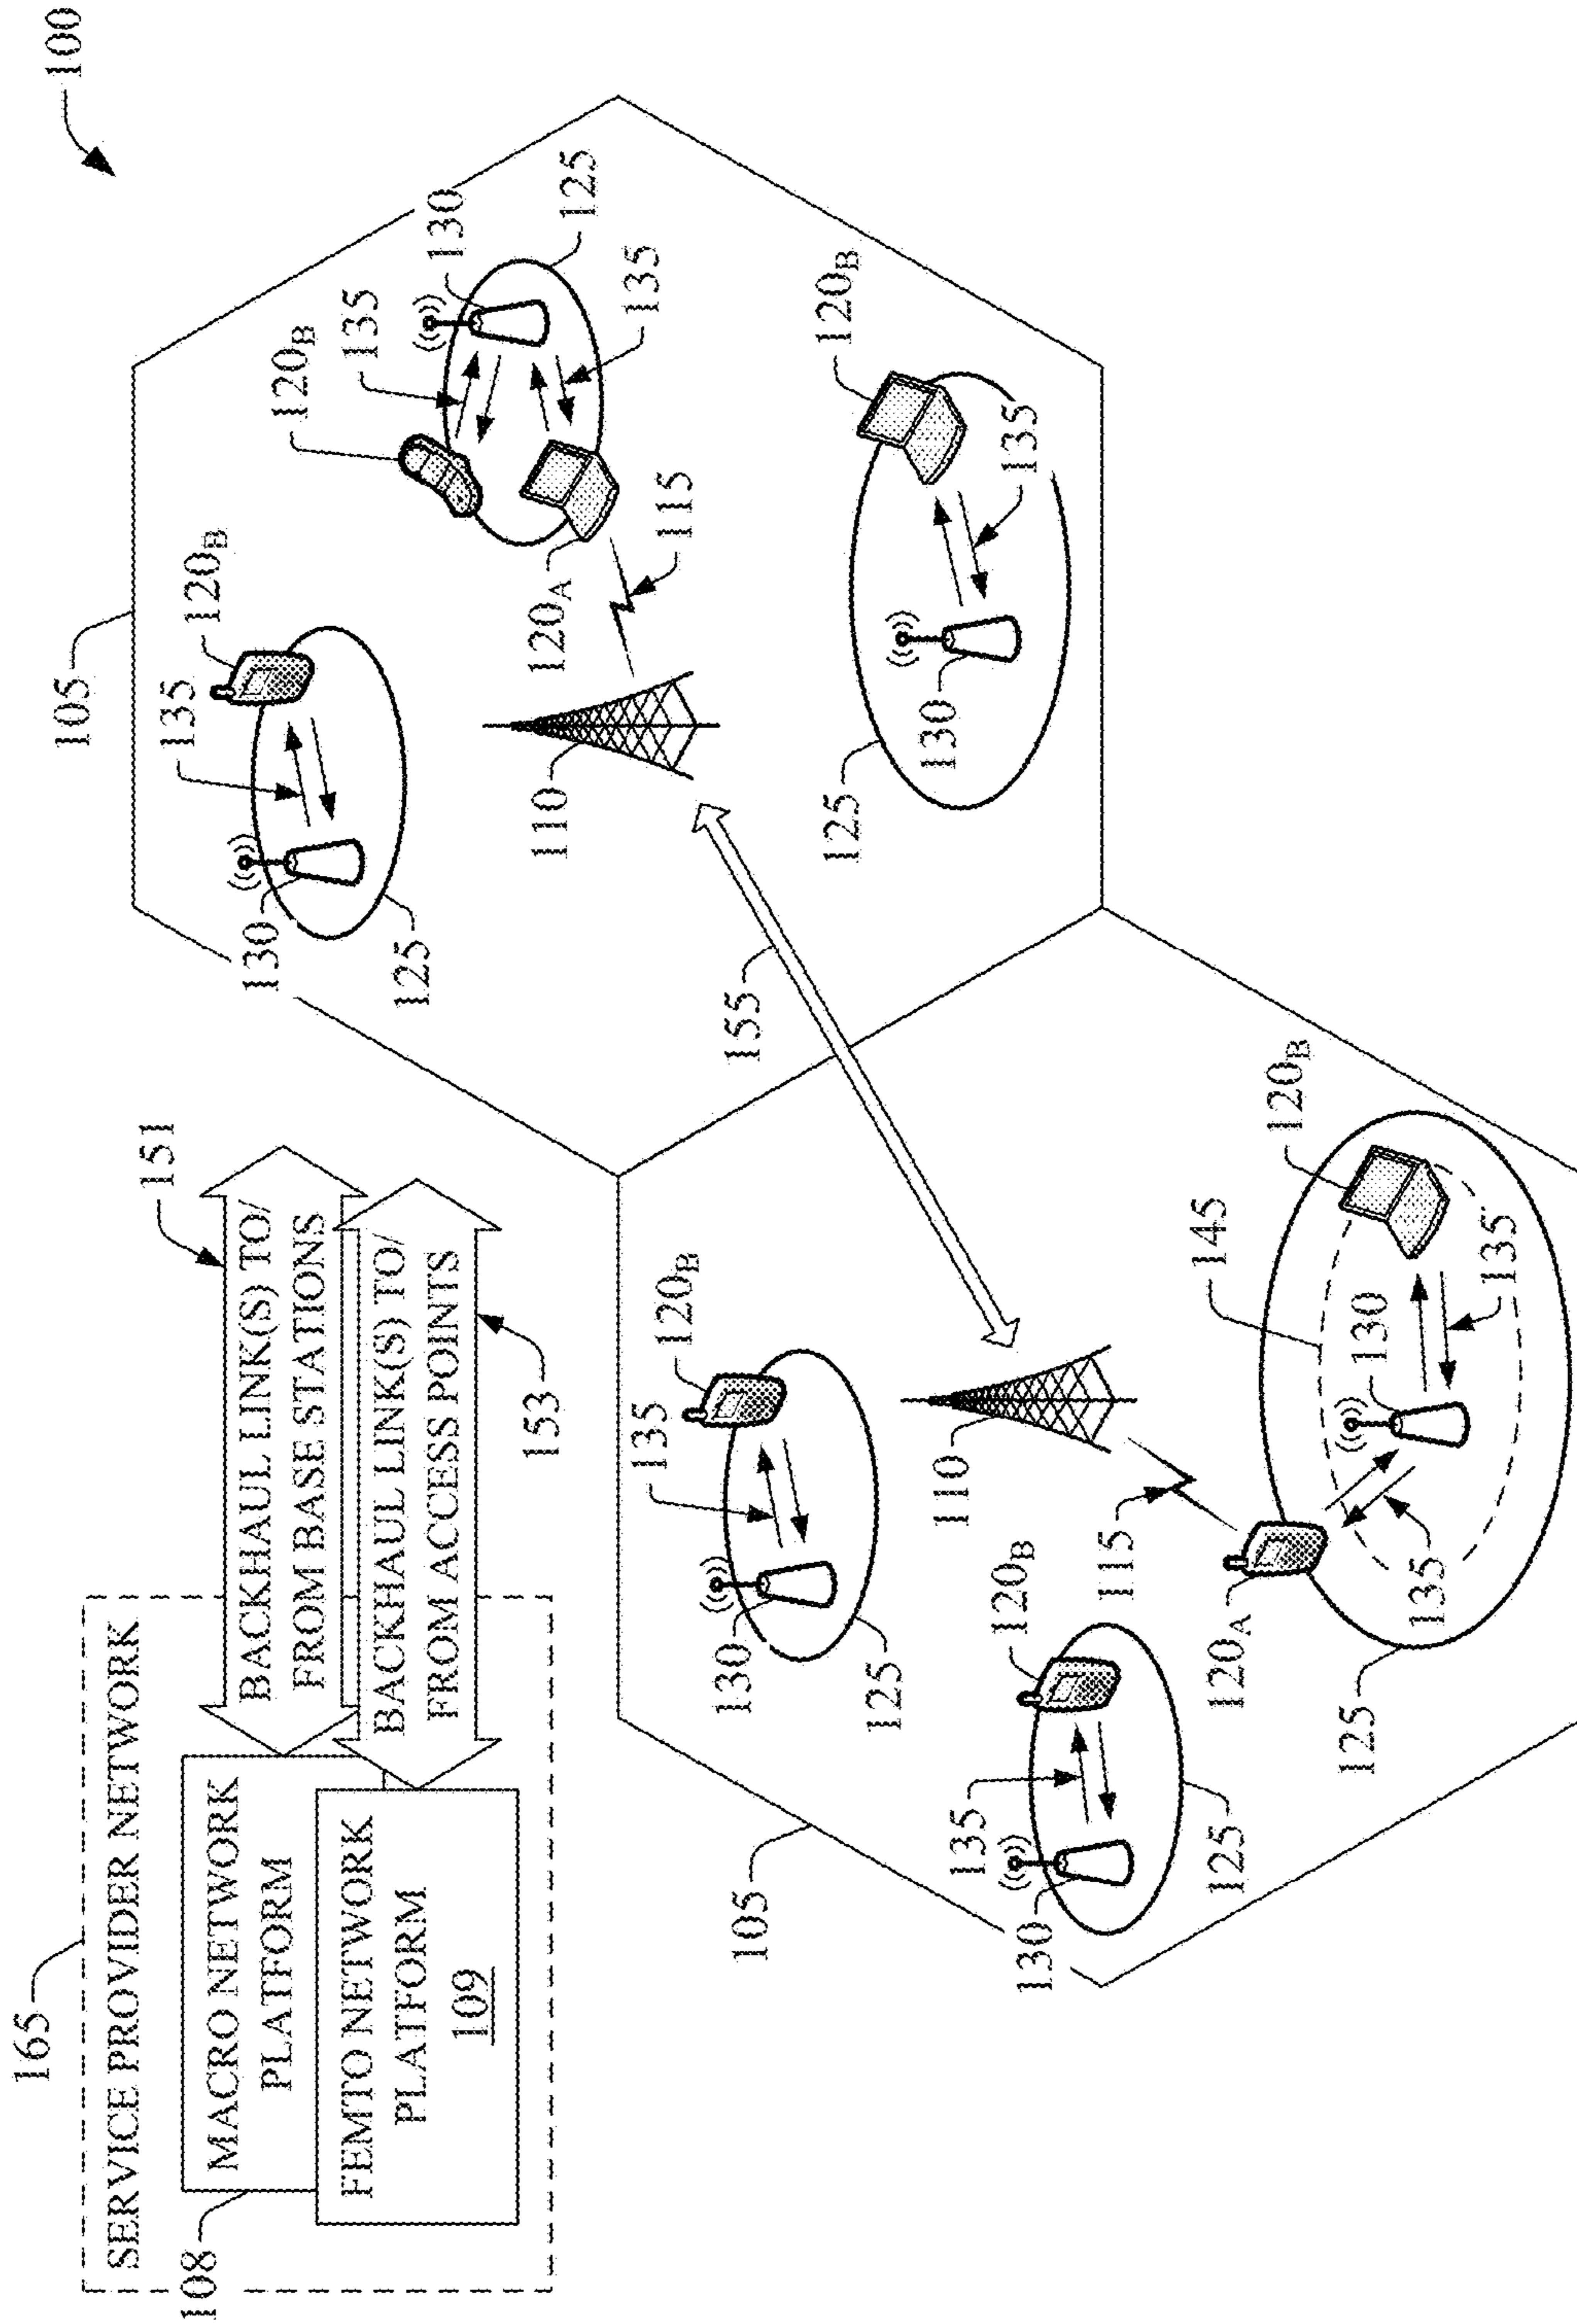 100
165
105
SERVICE PROVIDER NETWORK
151
135
120B
108
MACRO NETWORK
PLATFORM
BACKHAUL LINK(S) TO/
FROM BASE STATIONS
130
120B
FEMTO NETWORK
PLATFORM
109
BACKHAUL LINK(S) TO/
FROM ACCESS POINTS
135
125
130
153
110
120A
125
135
135
120B
115
130
105
155
125
120B
125
110
130
135
135
120B
130
135
115
145
120A
125
120B
125
130
135
135